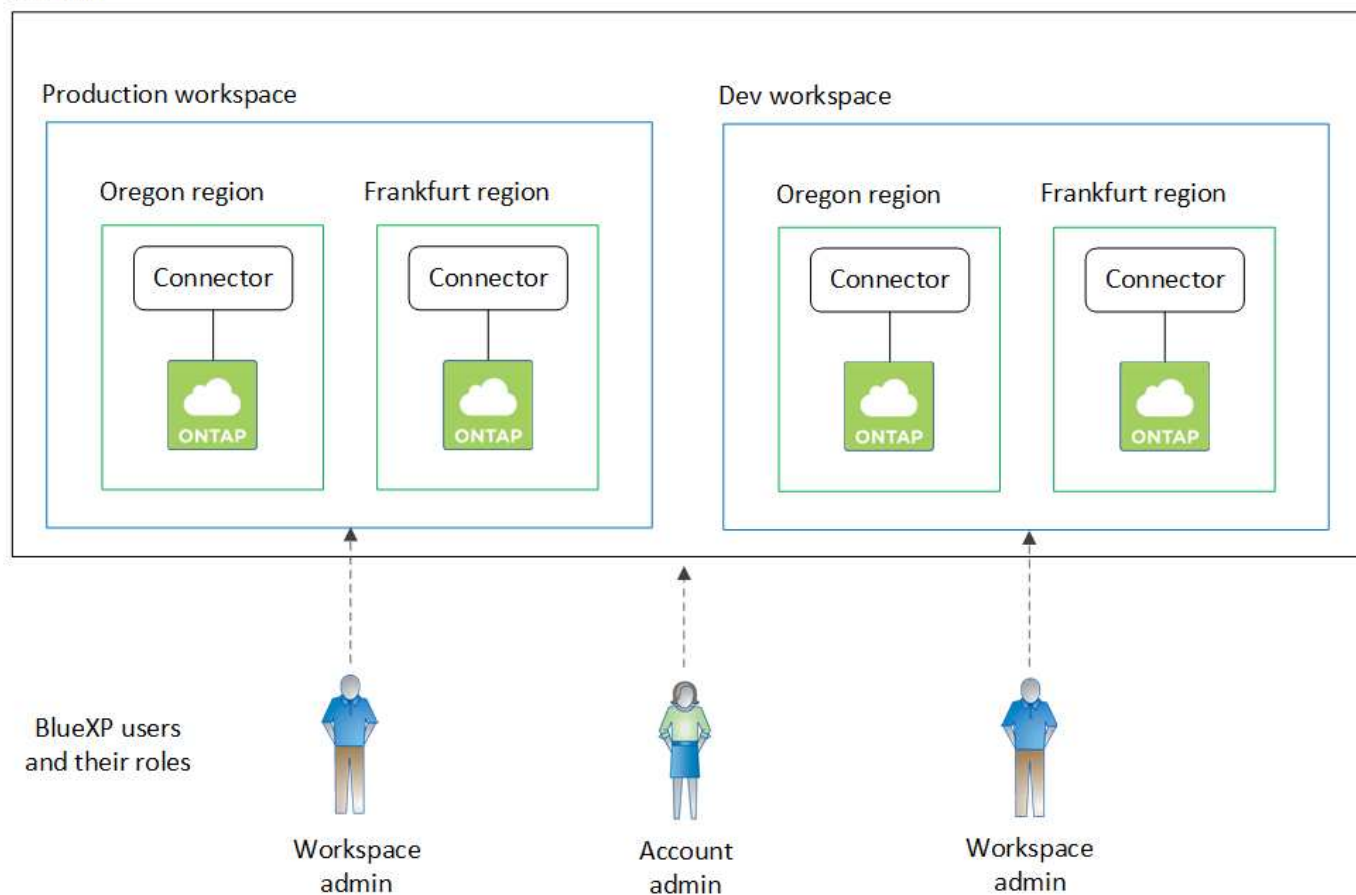 Production workspace
Dev workspace
Oregon region
Frankfurt region
Oregon region
Frankfurt region
Connector
Connector
Connector
Connector
ONTAP
ONTAP
ONTAP
ONTAP
BlueXP users
and their roles
Workspace
admin
Account
admin
Workspace
admin